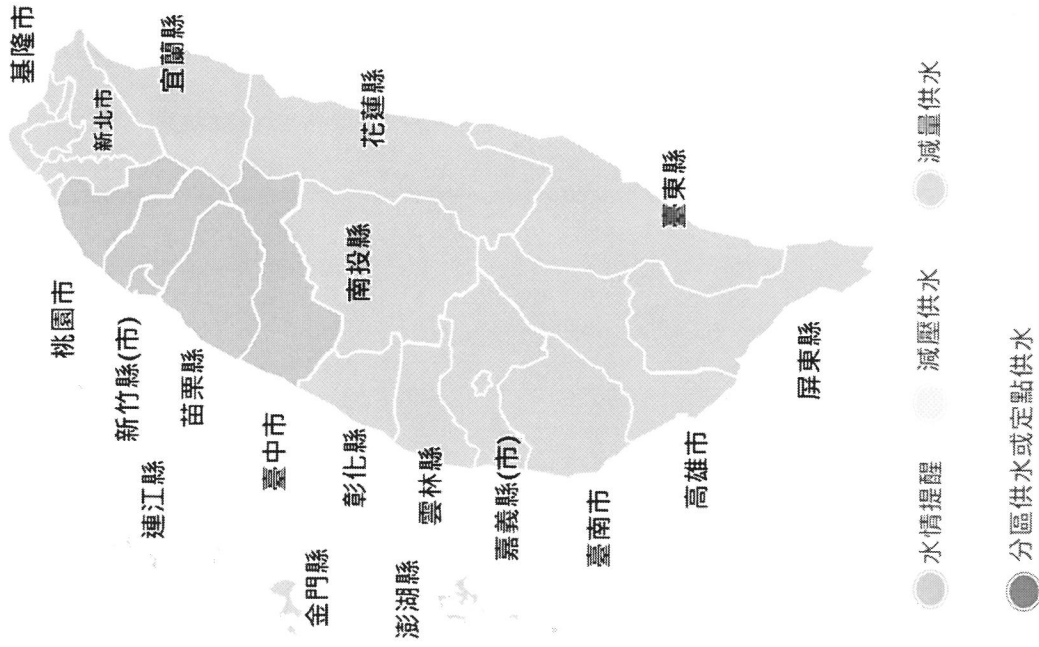 基隆市
新北市
宜蘭縣
桃園市
新竹縣(市)
苗栗縣
連江縣
臺中市
花蓮縣
南投縣
彰化縣
金門縣
雲林縣
澎湖縣
嘉義縣(市)
臺南市
臺東縣
高雄市
屏東縣
水情提醒
減壓供水
減量供水
分區供水或定點供水